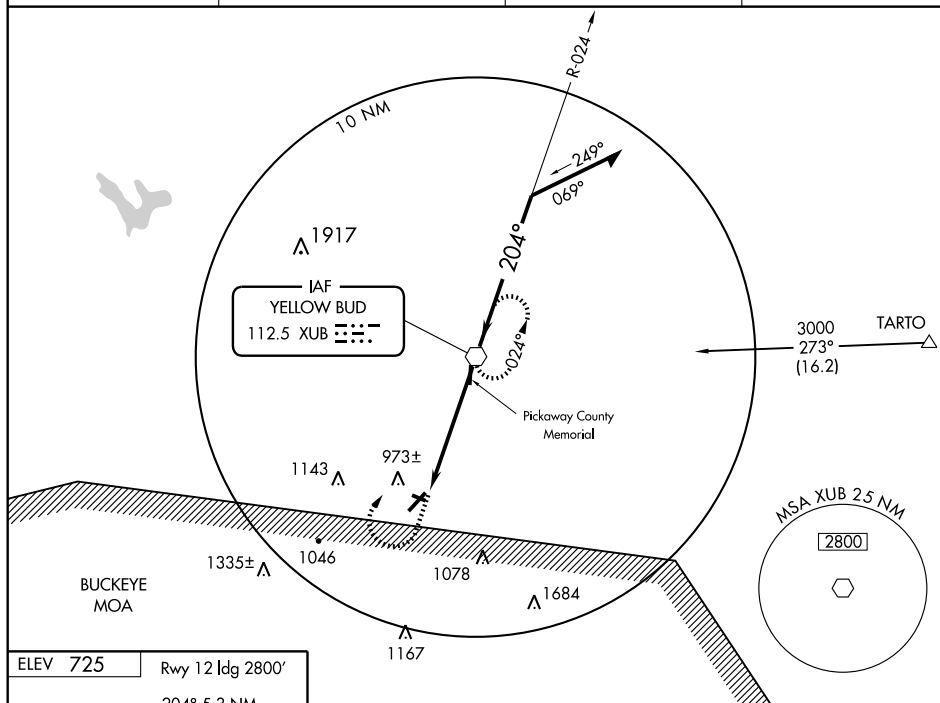 R-024
10 NM
249°
069°
204°
1917
IAF
YELLOW BUD
112.5 XUB
024°
3000
273°
(16.2)
TARTO
Pickaway County
Memorial
1143
973±
MSA XUB 25 NM
2800
1335±
1046
1078
BUCKEYE
MOA
1684
1167
ELEV 725
Rwy 12 ldg 2800'